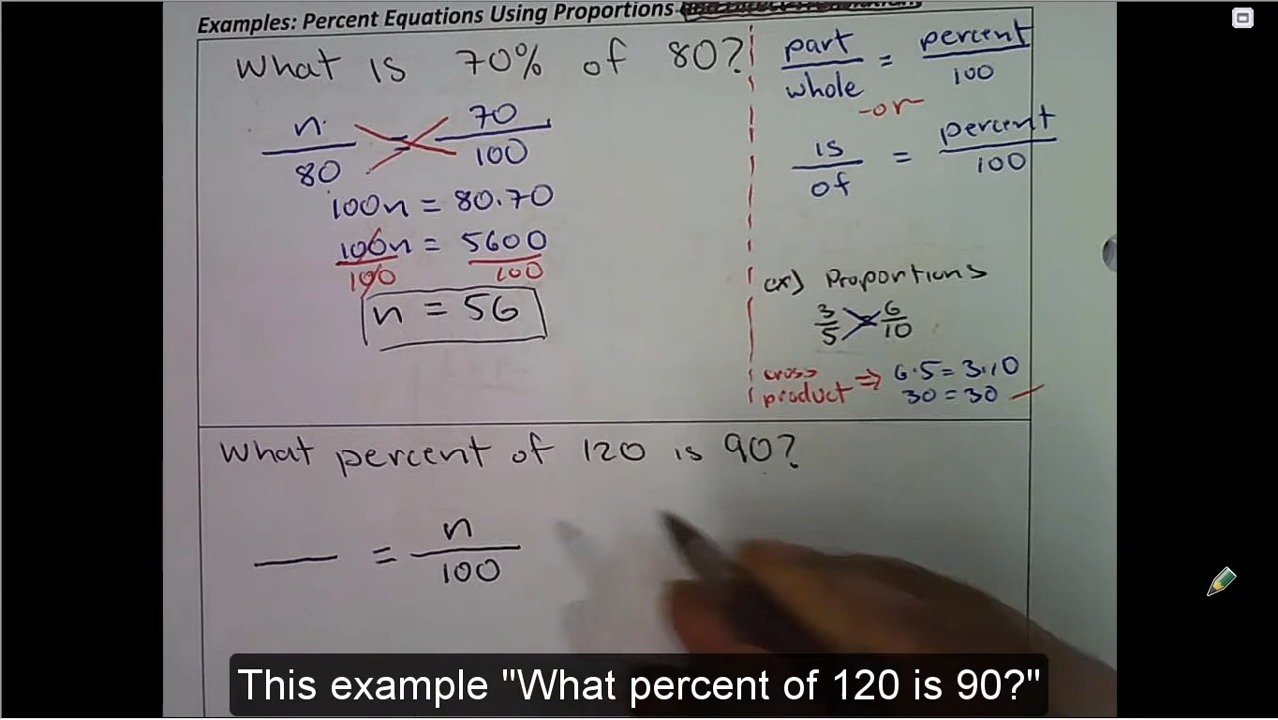 Examples: Percent Equations Using Proportions
What is 70% of 80?
n / 80 = 70 / 100
100n = 80.70
100n / 100 = 5600 / 100
n = 56
part / whole = percent / 100
-or-
is / of = percent / 100
ex) Proportions
3/5 = 6/10
cross product ⇒ 6·5 = 3·10
30 = 30
What percent of 120 is 90?
__ = n / 100
This example "What percent of 120 is 90?"